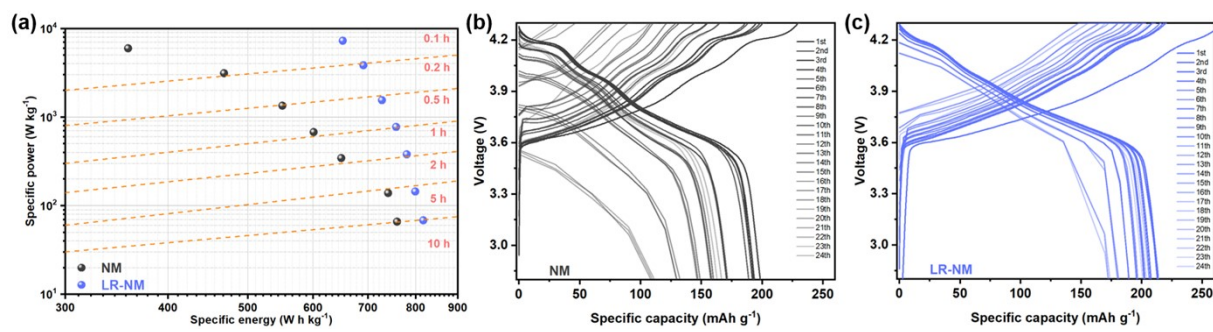 (a)
10⁴
10³
10²
10¹
Specific power (W kg⁻¹)
0.1 h
0.2 h
0.5 h
1 h
2 h
5 h
10 h
NM
LR-NM
300 400 500 600 700 800 900
Specific energy (W h kg⁻¹)
(b)
4.2
3.9
3.6
3.3
3.0
Voltage (V)
1st
2nd
3rd
4th
5th
6th
7th
8th
9th
10th
11th
12th
13th
14th
15th
16th
17th
18th
19th
20th
21th
22th
23th
24th
NM
0 50 100 150 200 250
Specific capacity (mAh g⁻¹)
(c)
4.2
3.9
3.6
3.3
3.0
Voltage (V)
1st
2nd
3rd
4th
5th
6th
7th
8th
9th
10th
11th
12th
13th
14th
15th
16th
17th
18th
19th
20th
21th
22th
23th
24th
LR-NM
0 50 100 150 200 250
Specific capacity (mAh g⁻¹)